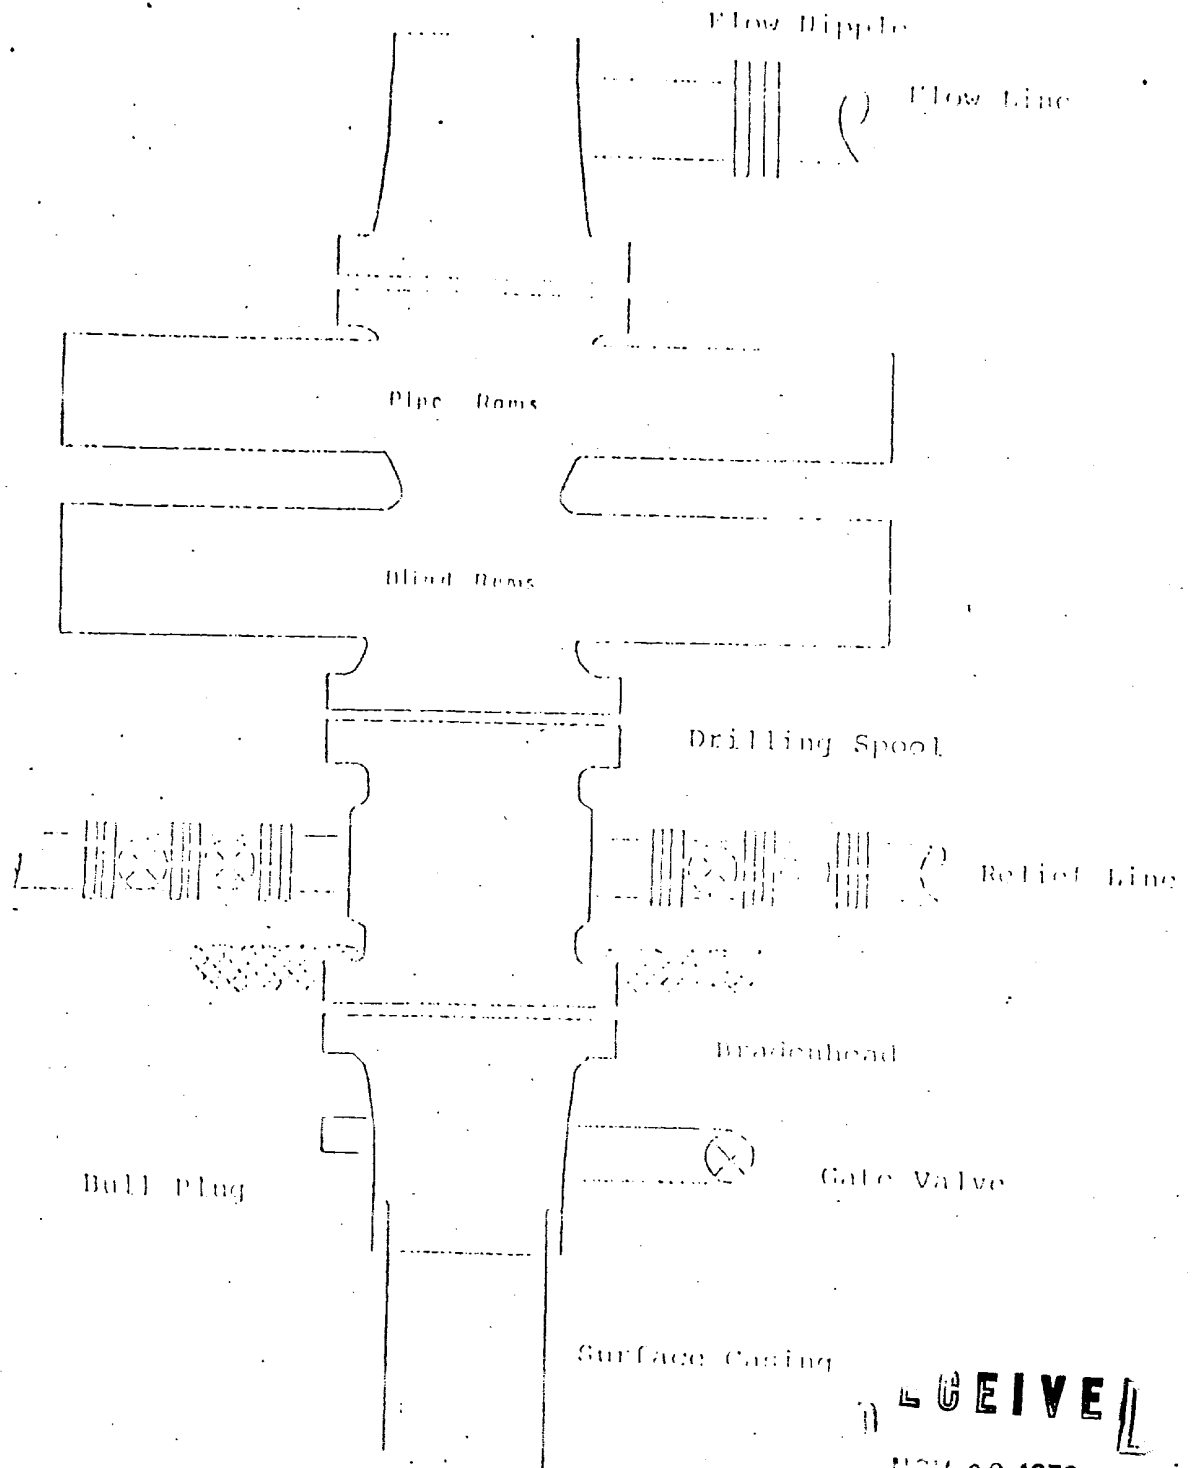 Flow Nipple
Flow Line
Pipe Rams
Blind Rams
Drilling Spool
Relief Line
Bradenhead
Bull Plug
Gate Valve
Surface Casing
ECEIVE